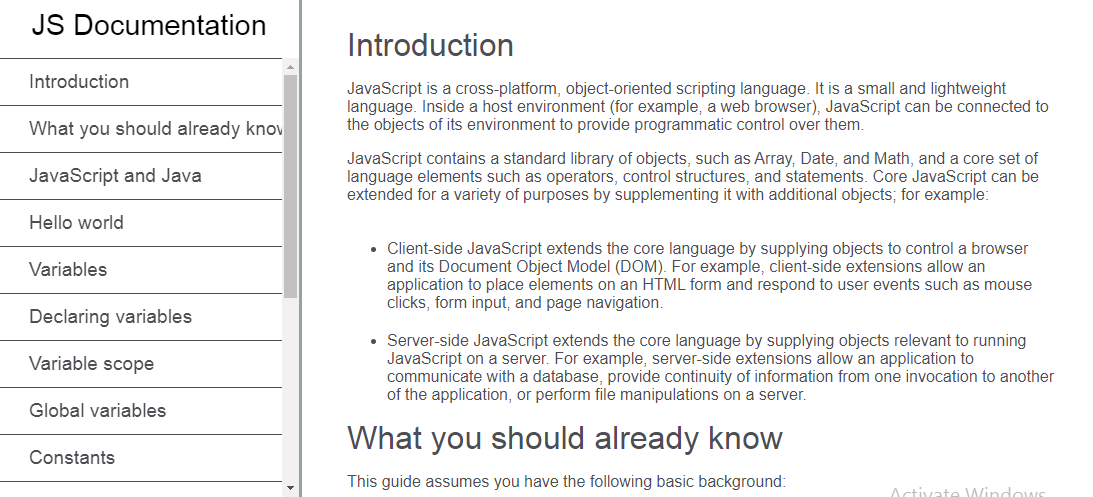 JS Documentation
Introduction
What you should already know
JavaScript and Java
Hello world
Variables
Declaring variables
Variable scope
Global variables
Constants
Introduction
JavaScript is a cross-platform, object-oriented scripting language. It is a small and lightweight
language. Inside a host environment (for example, a web browser), JavaScript can be connected to
the objects of its environment to provide programmatic control over them.
JavaScript contains a standard library of objects, such as Array, Date, and Math, and a core set of
language elements such as operators, control structures, and statements. Core JavaScript can be
extended for a variety of purposes by supplementing it with additional objects; for example:
• Client-side JavaScript extends the core language by supplying objects to control a browser
and its Document Object Model (DOM). For example, client-side extensions allow an
application to place elements on an HTML form and respond to user events such as mouse
clicks, form input, and page navigation.
• Server-side JavaScript extends the core language by supplying objects relevant to running
JavaScript on a server. For example, server-side extensions allow an application to
communicate with a database, provide continuity of information from one invocation to another
of the application, or perform file manipulations on a server.
What you should already know
This guide assumes you have the following basic background:
Activate Windows